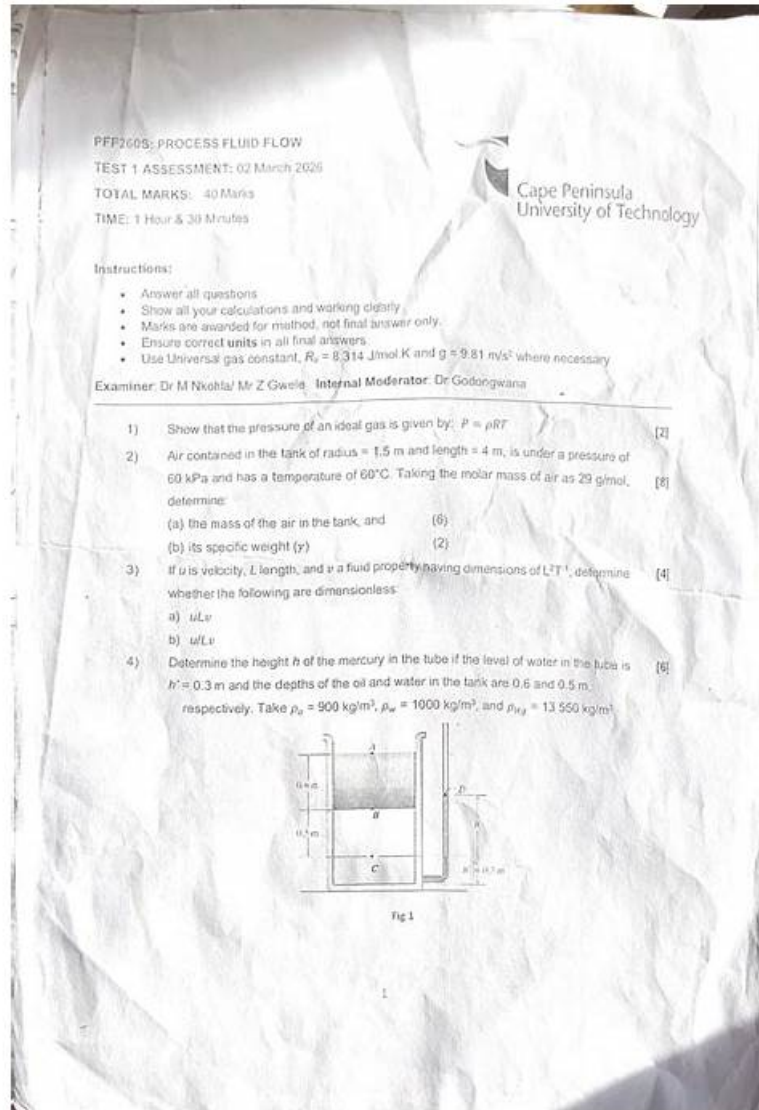 PFF260S: PROCESS FLUID FLOW
TEST 1 ASSESSMENT: 02 March 2026
TOTAL MARKS: 40 Marks
TIME: 1 Hour & 30 Minutes
Cape Peninsula
University of Technology
Instructions:
• Answer all questions
• Show all your calculations and working clearly
• Marks are awarded for method, not final answer only.
• Ensure correct units in all final answers
• Use Universal gas constant, Rᵤ = 8.314 J/mol.K and g = 9.81 m/s² where necessary
Examiner: Dr M Nkohla/ Mr Z Gwele Internal Moderator: Dr Godongwana
1) Show that the pressure of an ideal gas is given by: P = ρRT [2]
2) Air contained in the tank of radius = 1.5 m and length = 4 m, is under a pressure of
60 kPa and has a temperature of 60°C. Taking the molar mass of air as 29 g/mol, [8]
determine:
(a) the mass of the air in the tank, and (6)
(b) its specific weight (γ) (2)
3) If u is velocity, L length, and ν a fluid property having dimensions of L²T⁻¹, determine [4]
whether the following are dimensionless
a) uLν
b) u/Lν
4) Determine the height h of the mercury in the tube if the level of water in the tube is [6]
h' = 0.3 m and the depths of the oil and water in the tank are 0.6 and 0.5 m,
respectively. Take ρₒ = 900 kg/m³, ρw = 1000 kg/m³, and ρHg = 13 550 kg/m³
A
0.6 m
D
B
0.5 m
C
Fig 1
1